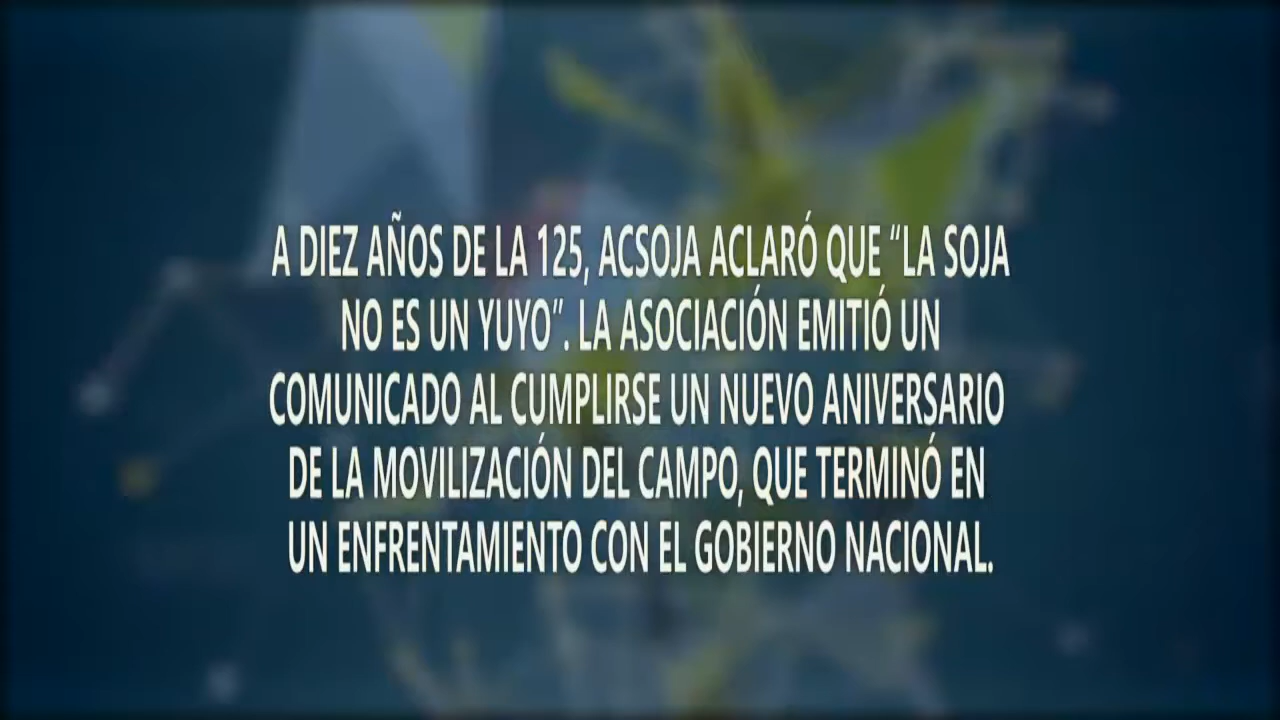 A DIEZ AÑOS DE LA 125, ACSOJA ACLARÓ QUE “LA SOJA
NO ES UN YUYO”. LA ASOCIACIÓN EMITIÓ UN
COMUNICADO AL CUMPLIRSE UN NUEVO ANIVERSARIO
DE LA MOVILIZACIÓN DEL CAMPO, QUE TERMINÓ EN
UN ENFRENTAMIENTO CON EL GOBIERNO NACIONAL.